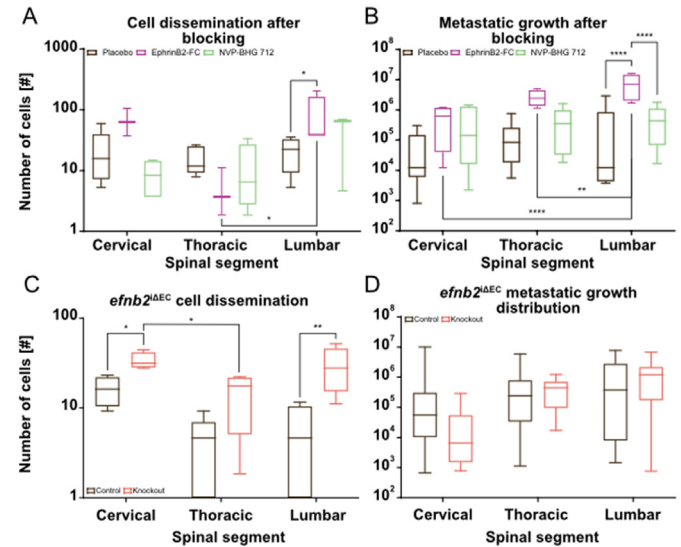 A
Cell dissemination after
blocking
Placebo EphrinB2-FC NVP-BHG 712
Number of cells [#]
1000
100
10
1
*
*
Cervical Thoracic Lumbar
Spinal segment
B
Metastatic growth after
blocking
Placebo EphrinB2-FC NVP-BHG 712
Number of cells [#]
10⁸
10⁷
10⁶
10⁵
10⁴
10³
10²
****
****
**
****
Cervical Thoracic Lumbar
Spinal segment
C
efnb2iΔEC cell dissemination
Number of cells [#]
100
10
1
*
*
**
Control Knockout
Cervical Thoracic Lumbar
Spinal segment
D
efnb2iΔEC metastatic growth
distribution
Control Knockout
10⁸
10⁷
10⁶
10⁵
10⁴
10³
10²
Cervical Thoracic Lumbar
Spinal segment